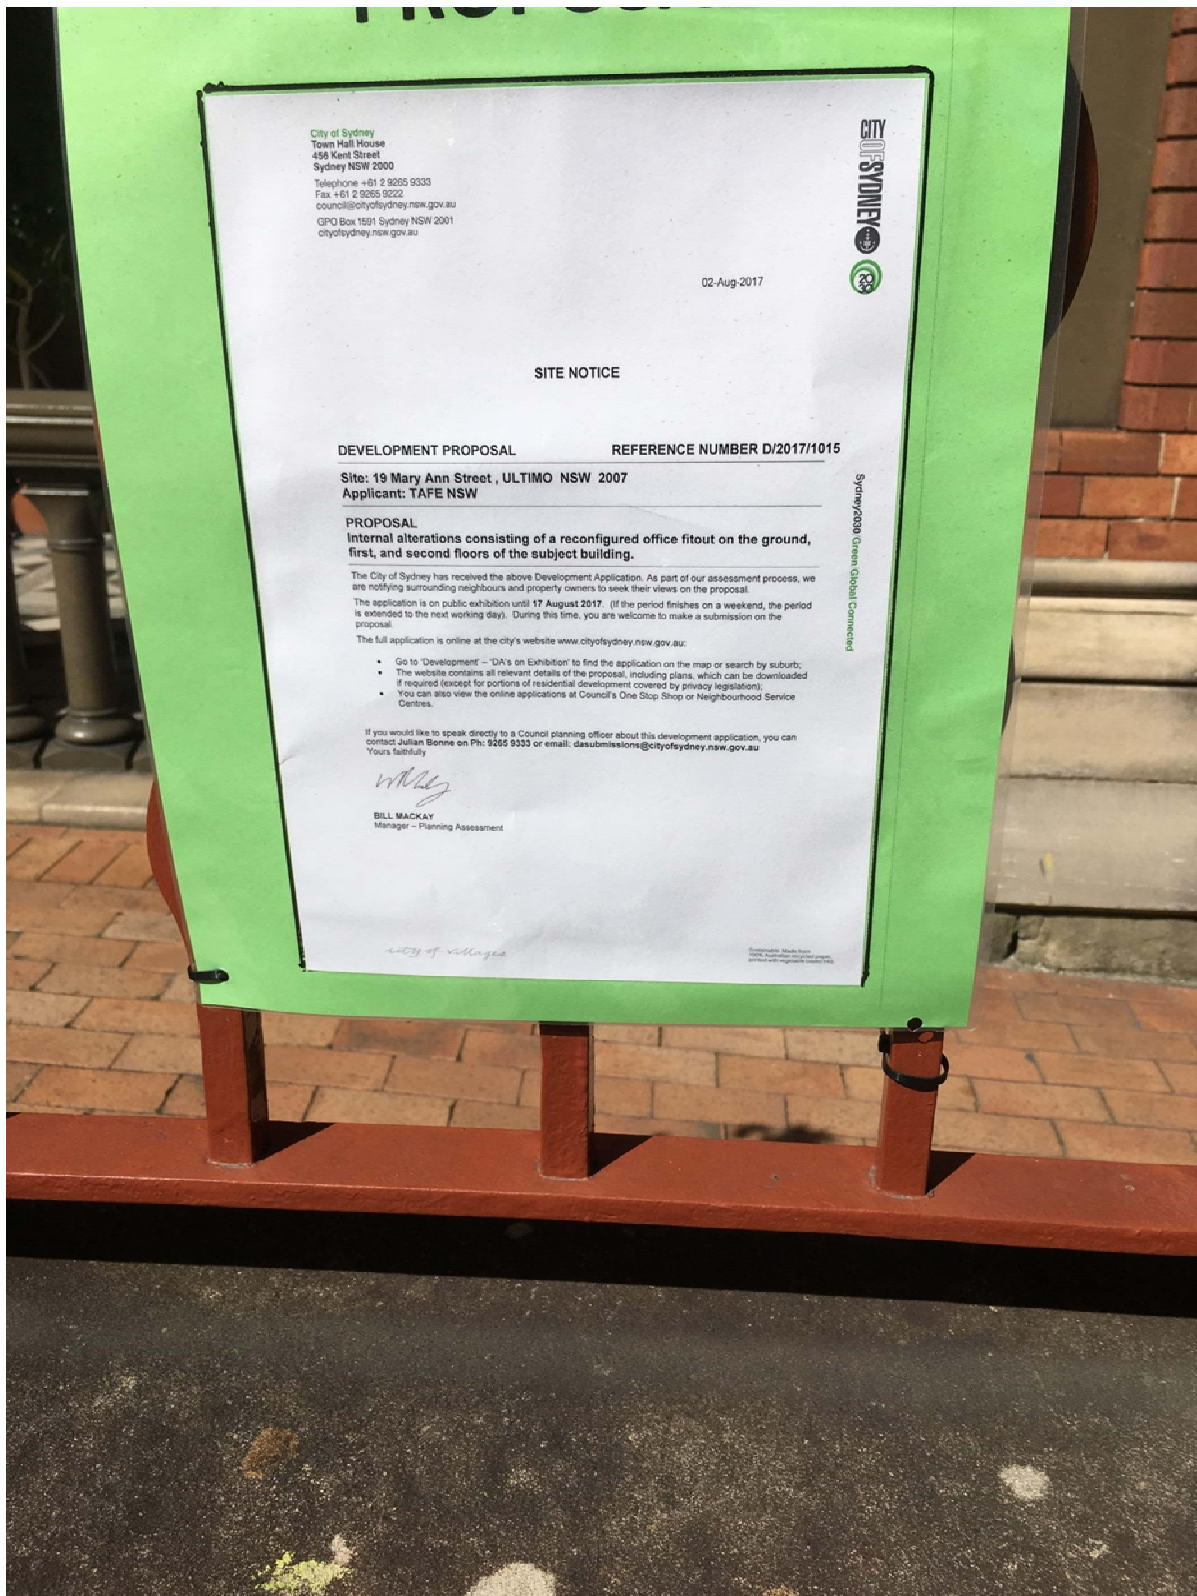 PROPOSAL
City of Sydney
Town Hall House
456 Kent Street
Sydney NSW 2000
Telephone +61 2 9265 9333
Fax +61 2 9265 9222
council@cityofsydney.nsw.gov.au
GPO Box 1591 Sydney NSW 2001
cityofsydney.nsw.gov.au
CITY OF SYDNEY
2030
02-Aug-2017
SITE NOTICE
DEVELOPMENT PROPOSAL REFERENCE NUMBER D/2017/1015
Site: 19 Mary Ann Street , ULTIMO NSW 2007
Applicant: TAFE NSW
PROPOSAL
Internal alterations consisting of a reconfigured office fitout on the ground,
first, and second floors of the subject building.
The City of Sydney has received the above Development Application. As part of our assessment process, we
are notifying surrounding neighbours and property owners to seek their views on the proposal.
The application is on public exhibition until 17 August 2017. (If the period finishes on a weekend, the period
is extended to the next working day). During this time, you are welcome to make a submission on the
proposal.
The full application is online at the city's website www.cityofsydney.nsw.gov.au:
• Go to 'Development' – 'DA's on Exhibition' to find the application on the map or search by suburb;
• The website contains all relevant details of the proposal, including plans, which can be downloaded
if required (except for portions of residential development covered by privacy legislation);
• You can also view the online applications at Council's One Stop Shop or Neighbourhood Service
Centres.
If you would like to speak directly to a Council planning officer about this development application, you can
contact Julian Bonne on Ph: 9265 9333 or email: dasubmissions@cityofsydney.nsw.gov.au
Yours faithfully
BILL MACKAY
Manager – Planning Assessment
Sydney2030/Green/Global/Connected
city of villages
Sustainable. Made from
100% Australian recycled paper,
printed with vegetable based inks.